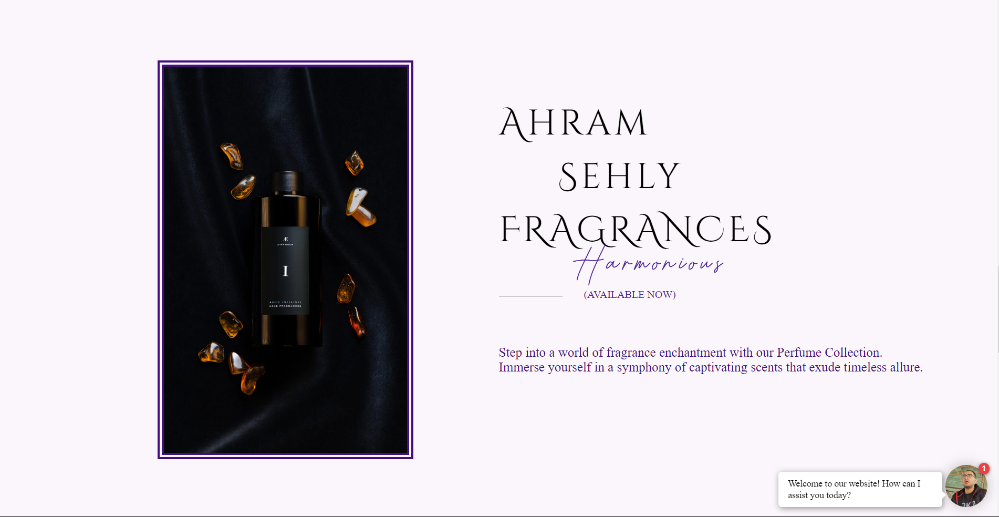 Æ
DIFFUSER
I
ABELE INTERIORS
HOME FRAGRANCES
AHRAM
SEHLY
FRAGRANCES
Harmonious
(AVAILABLE NOW)
Step into a world of fragrance enchantment with our Perfume Collection.
Immerse yourself in a symphony of captivating scents that exude timeless allure.
Welcome to our website! How can I
assist you today?
1